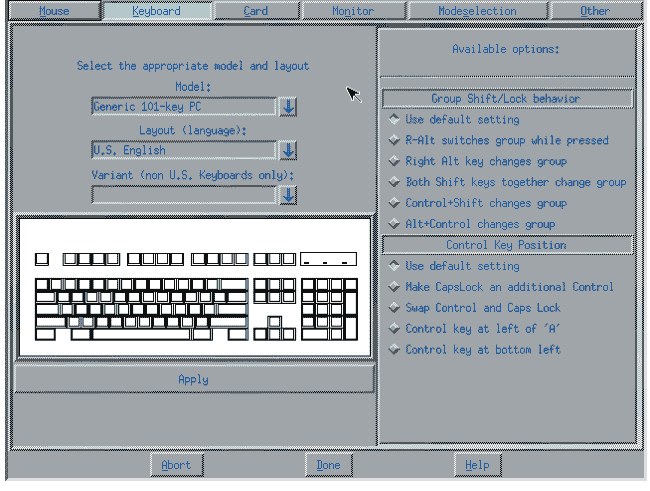 Mouse Keyboard Card Monitor Modeselection Other
Select the appropriate model and layout
Model:
Generic 101-key PC
Layout (language):
U.S. English
Variant (non U.S. Keyboards only):
Apply
Available options:
Group Shift/Lock behavior
Use default setting
R-Alt switches group while pressed
Right Alt key changes group
Both Shift keys together change group
Control+Shift changes group
Alt+Control changes group
Control Key Position
Use default setting
Make CapsLock an additional Control
Swap Control and Caps Lock
Control key at left of 'A'
Control key at bottom left
Abort Done Help